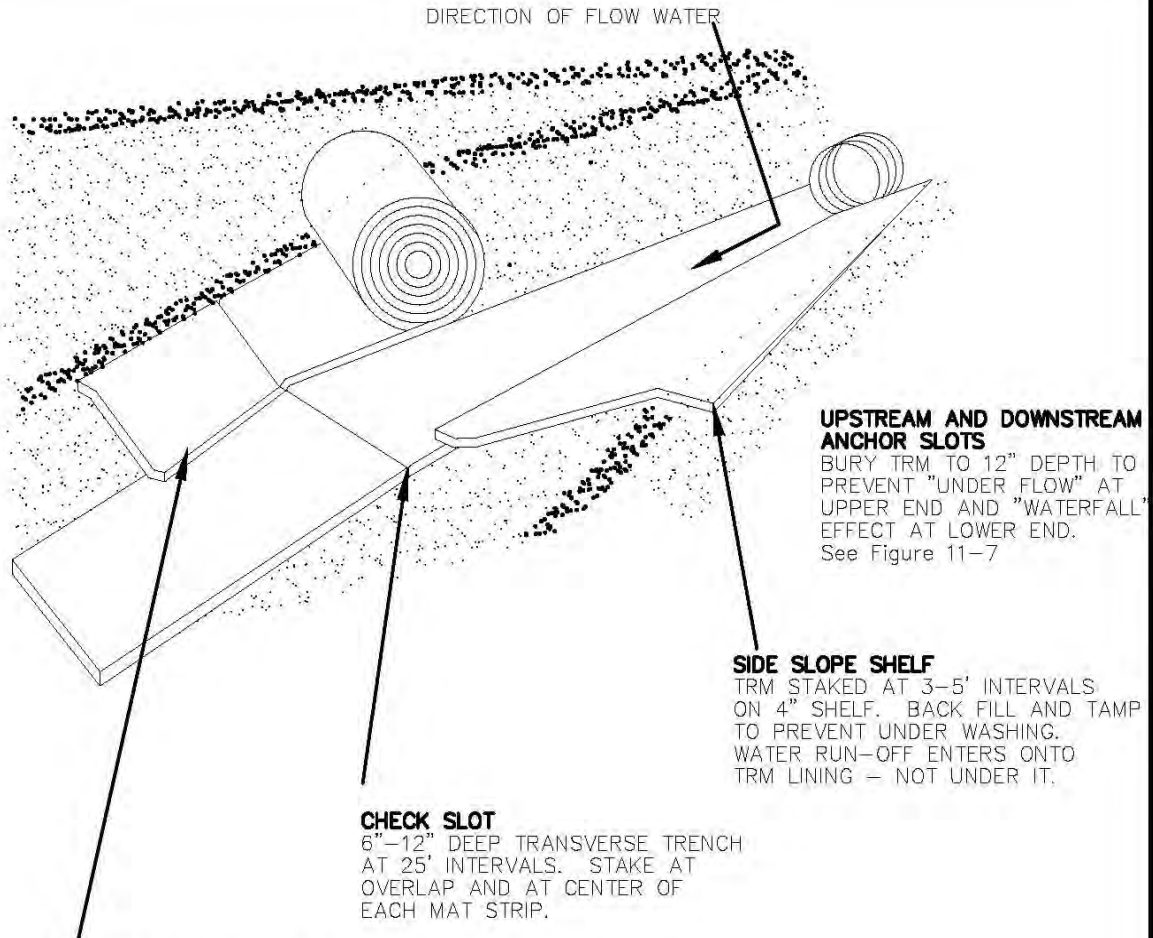 DIRECTION OF FLOW WATER
UPSTREAM AND DOWNSTREAM
ANCHOR SLOTS
BURY TRM TO 12" DEPTH TO
PREVENT "UNDER FLOW" AT
UPPER END AND "WATERFALL"
EFFECT AT LOWER END.
See Figure 11-7
SIDE SLOPE SHELF
TRM STAKED AT 3-5' INTERVALS
ON 4" SHELF. BACK FILL AND TAMP
TO PREVENT UNDER WASHING.
WATER RUN-OFF ENTERS ONTO
TRM LINING - NOT UNDER IT.
CHECK SLOT
6"-12" DEEP TRANSVERSE TRENCH
AT 25' INTERVALS. STAKE AT
OVERLAP AND AT CENTER OF
EACH MAT STRIP.